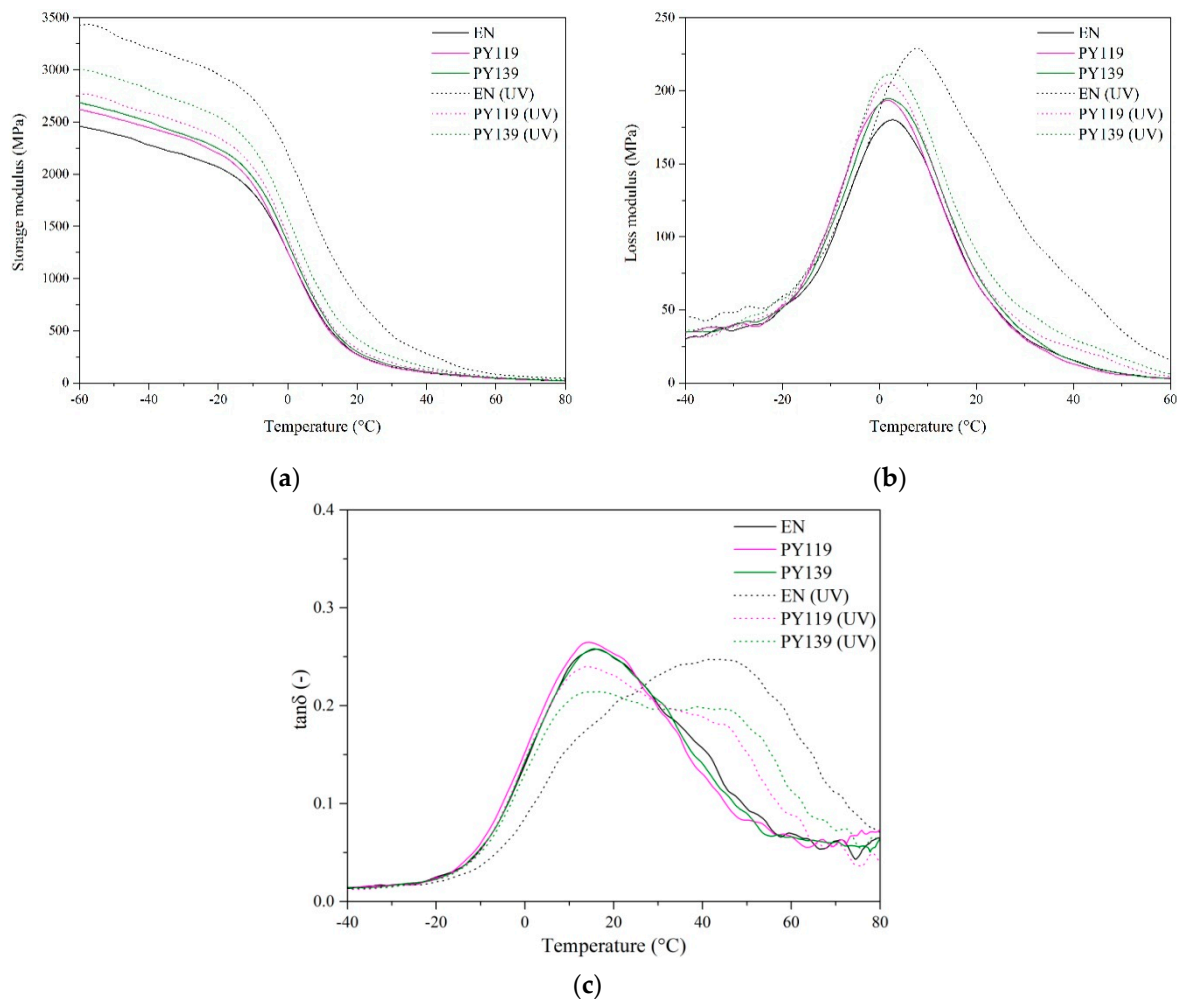 3500
3000
2500
2000
1500
1000
500
0
Storage modulus (MPa)
-60 -40 -20 0 20 40 60 80
Temperature (°C)
EN
PY119
PY139
EN (UV)
PY119 (UV)
PY139 (UV)
(a)
250
200
150
100
50
0
Loss modulus (MPa)
-40 -20 0 20 40 60
Temperature (°C)
EN
PY119
PY139
EN (UV)
PY119 (UV)
PY139 (UV)
(b)
0.4
0.3
0.2
0.1
0.0
tanδ (-)
-40 -20 0 20 40 60 80
Temperature (°C)
EN
PY119
PY139
EN (UV)
PY119 (UV)
PY139 (UV)
(c)